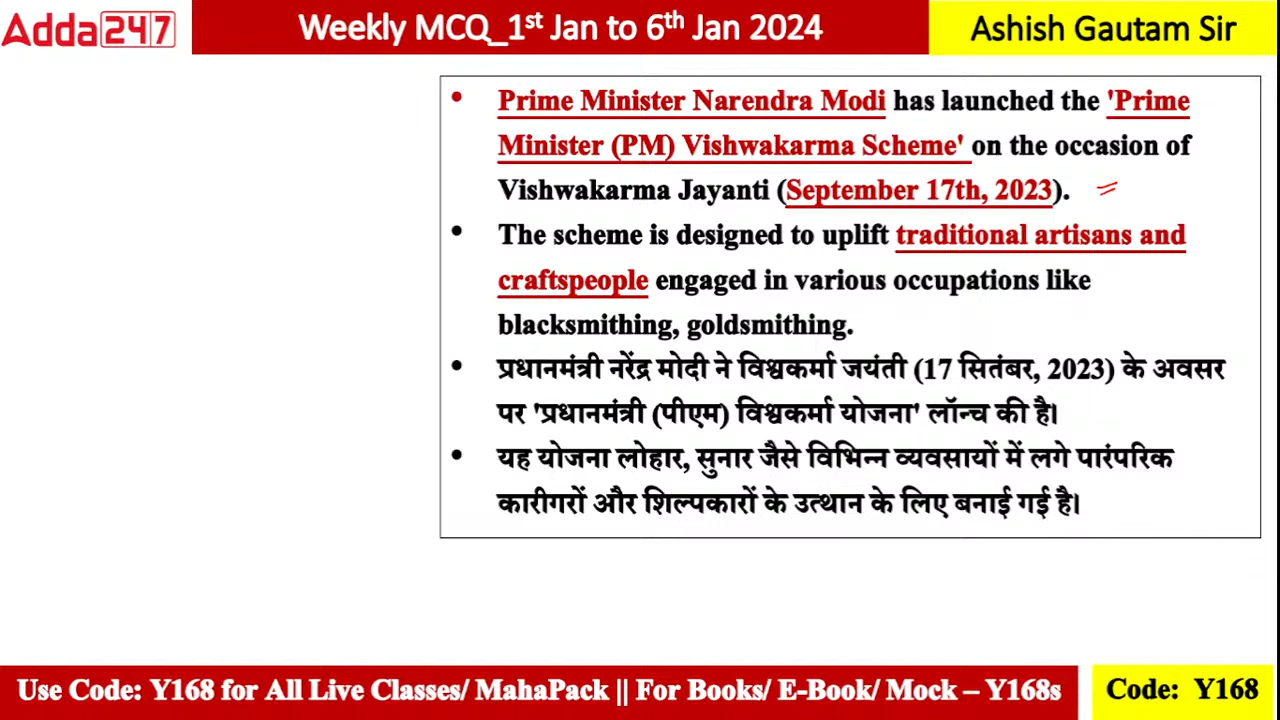 Adda247
Weekly MCQ_1st Jan to 6th Jan 2024
Ashish Gautam Sir
• Prime Minister Narendra Modi has launched the 'Prime
Minister (PM) Vishwakarma Scheme' on the occasion of
Vishwakarma Jayanti (September 17th, 2023).
• The scheme is designed to uplift traditional artisans and
craftspeople engaged in various occupations like
blacksmithing, goldsmithing.
• प्रधानमंत्री नरेंद्र मोदी ने विश्वकर्मा जयंती (17 सितंबर, 2023) के अवसर
पर 'प्रधानमंत्री (पीएम) विश्वकर्मा योजना' लॉन्च की है।
• यह योजना लोहार, सुनार जैसे विभिन्न व्यवसायों में लगे पारंपरिक
कारीगरों और शिल्पकारों के उत्थान के लिए बनाई गई है।
Use Code: Y168 for All Live Classes/ MahaPack || For Books/ E-Book/ Mock – Y168s
Code: Y168